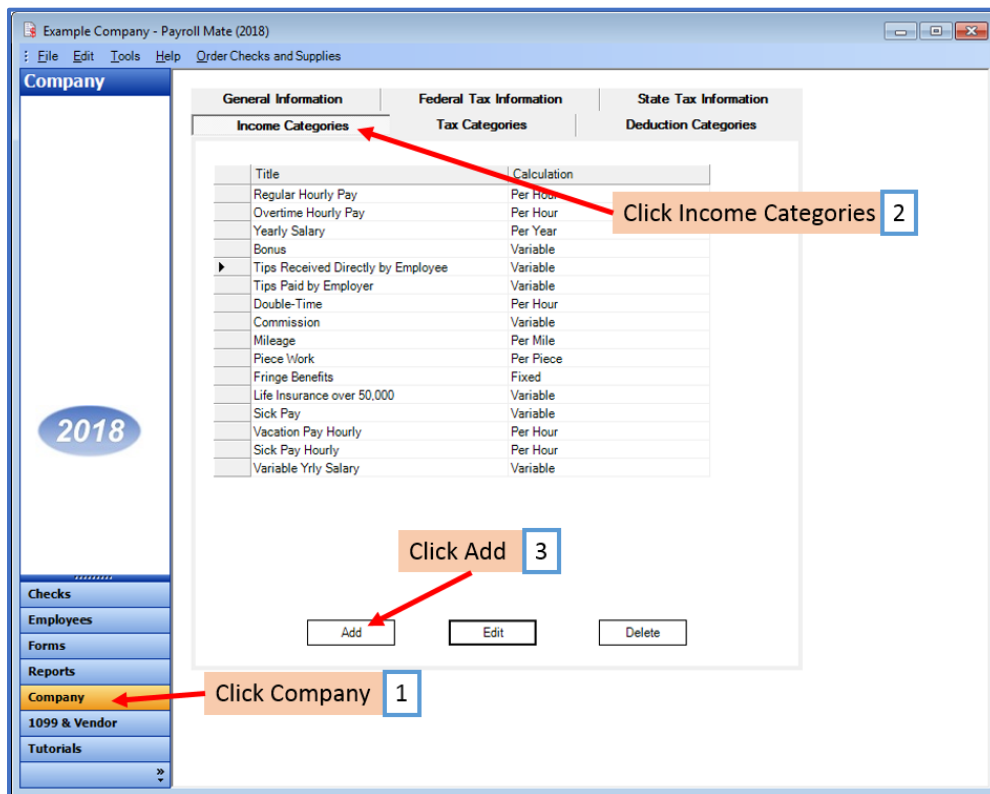 Example Company - Payroll Mate (2018)
File Edit Tools Help Order Checks and Supplies
Company
General Information Federal Tax Information State Tax Information
Income Categories Tax Categories Deduction Categories
Title Calculation
Regular Hourly Pay Per Hour
Overtime Hourly Pay Per Hour
Yearly Salary Per Year
Bonus Variable
Tips Received Directly by Employee Variable
Tips Paid by Employer Variable
Double-Time Per Hour
Commission Variable
Mileage Per Mile
Piece Work Per Piece
Fringe Benefits Fixed
Life Insurance over 50,000 Variable
Sick Pay Variable
Vacation Pay Hourly Per Hour
Sick Pay Hourly Per Hour
Variable Yrly Salary Variable
Click Income Categories 2
2018
Click Add 3
Add Edit Delete
Checks
Employees
Forms
Reports
Company
1099 & Vendor
Tutorials
Click Company 1